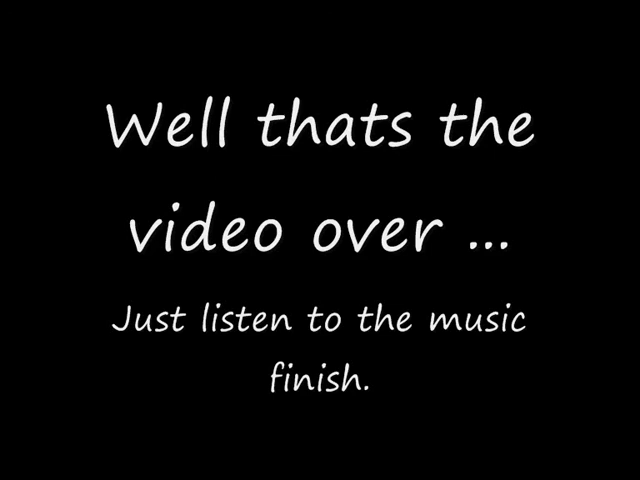 Well thats the
video over ...
Just listen to the music
finish.